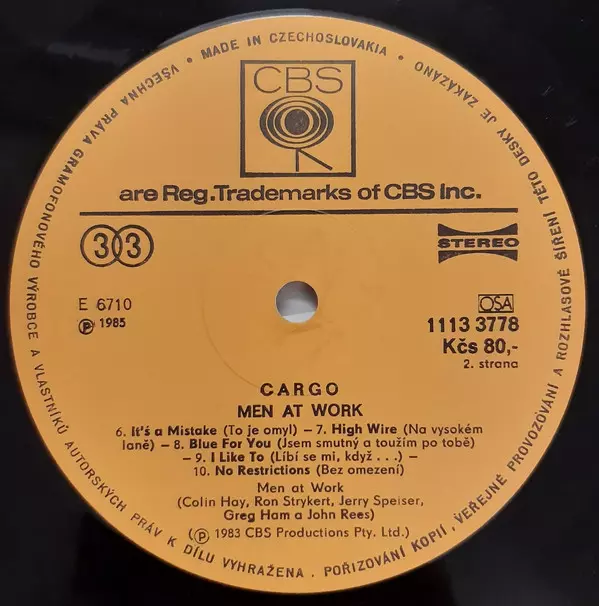 • VŠECHNA PRÁVA GRAMOFONOVÉHO VÝROBCE A VLASTNÍKŮ AUTORSKÝCH PRÁV K DÍLU VYHRAŽENA . POŘIZOVÁNÍ KOPIÍ , VEŘEJNÉ PROVOZOVÁNÍ A ROZHLASOVÉ ŠÍŘENÍ TÉTO DESKY JE ZAKÁZÁNO
• MADE IN CZECHOSLOVAKIA •
CBS
are Reg.Trademarks of CBS Inc.
33
STEREO
E 6710
Ⓟ 1985
OSA
1113 3778
Kčs 80,-
2. strana
CARGO
MEN AT WORK
6. It's a Mistake (To je omyl) – 7. High Wire (Na vysokém
laně) – 8. Blue For You (Jsem smutný a toužím po tobě)
– 9. I Like To (Líbí se mi, když . . .) –
10. No Restrictions (Bez omezení)
Men at Work
(Colin Hay, Ron Strykert, Jerry Speiser,
Greg Ham a John Rees)
(Ⓟ 1983 CBS Productions Pty. Ltd.)